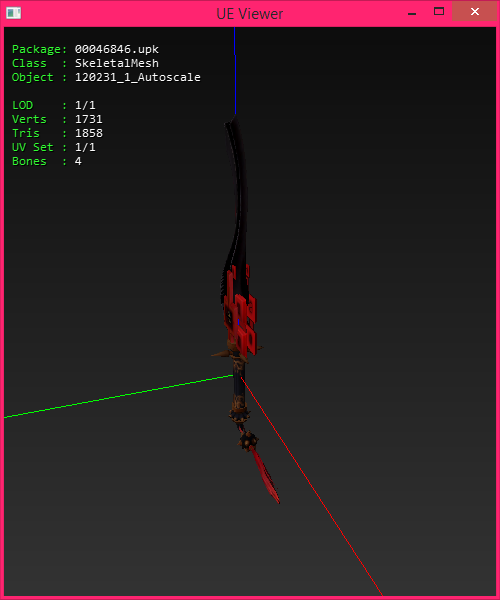 UE Viewer
Package: 00046846.upk
Class  : SkeletalMesh
Object : 120231_1_Autoscale
LOD    : 1/1
Verts  : 1731
Tris   : 1858
UV Set : 1/1
Bones  : 4